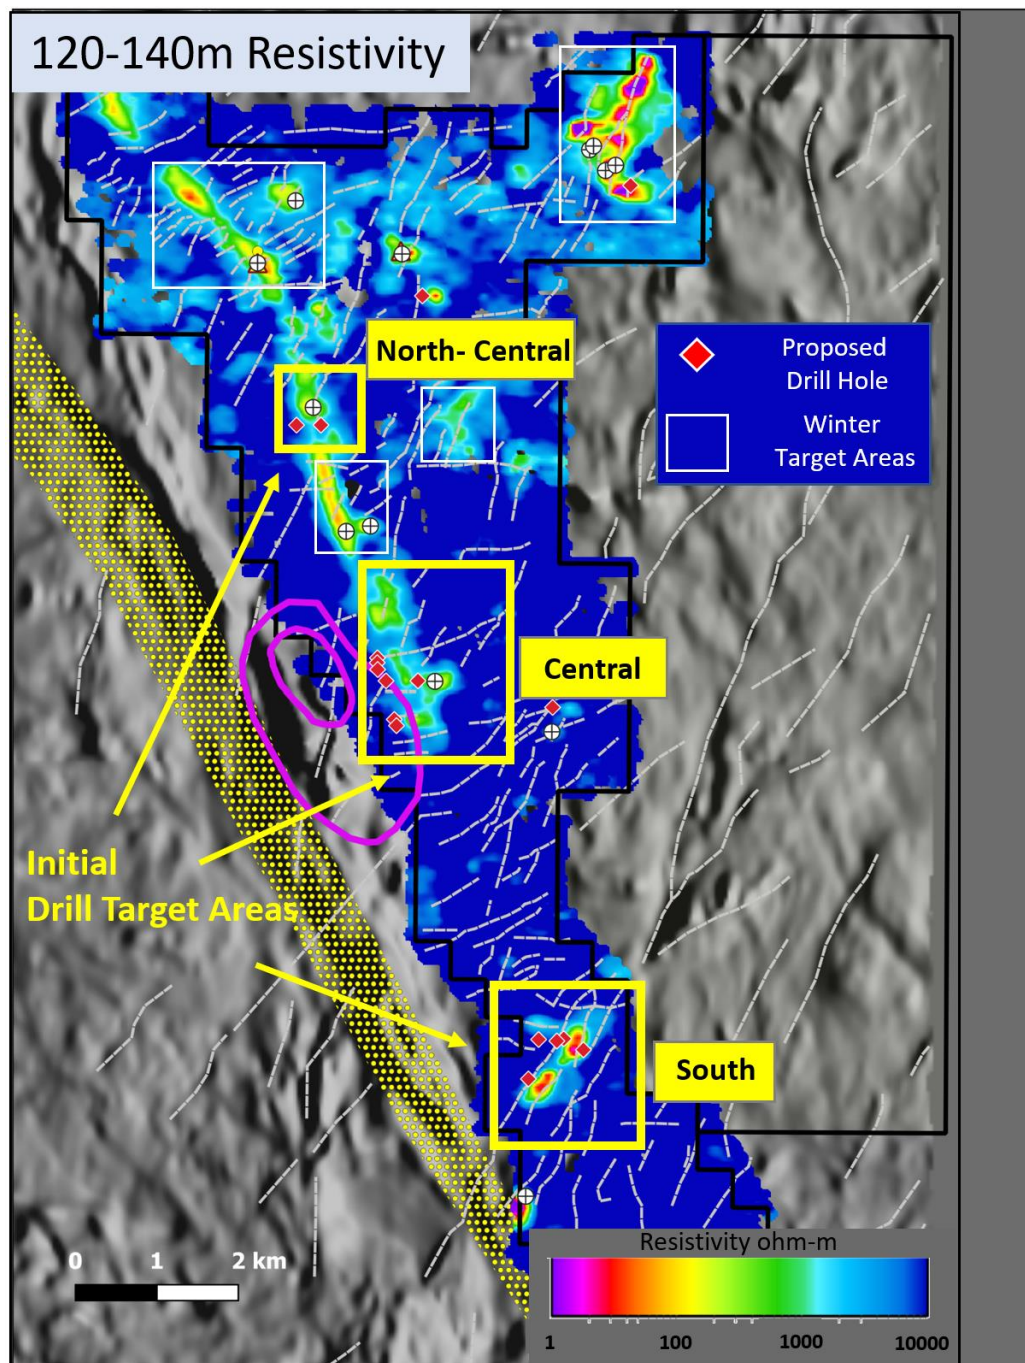 120-140m Resistivity
North- Central
Proposed
Drill Hole
Winter
Target Areas
Central
Initial
Drill Target Areas
South
0 1 2 km
Resistivity ohm-m
1 100 1000 10000